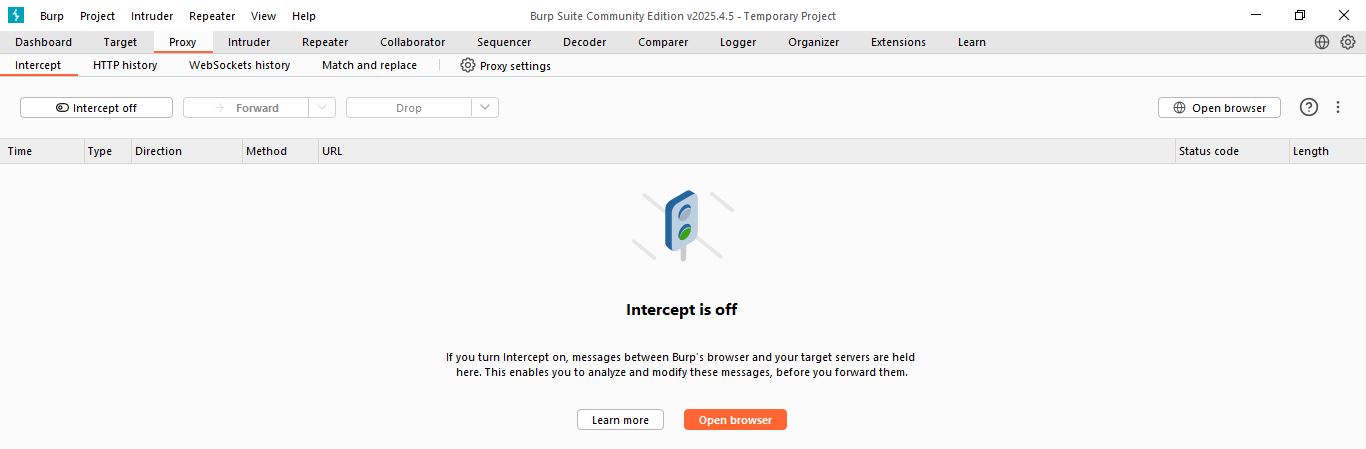 Burp Project Intruder Repeater View Help Burp Suite Community Edition v2025.4.5 - Temporary Project
Dashboard Target Proxy Intruder Repeater Collaborator Sequencer Decoder Comparer Logger Organizer Extensions Learn
Intercept HTTP history WebSockets history Match and replace Proxy settings
Intercept off Forward Drop Open browser
Time Type Direction Method URL Status code Length
Intercept is off
If you turn Intercept on, messages between Burp's browser and your target servers are held
here. This enables you to analyze and modify these messages, before you forward them.
Learn more Open browser